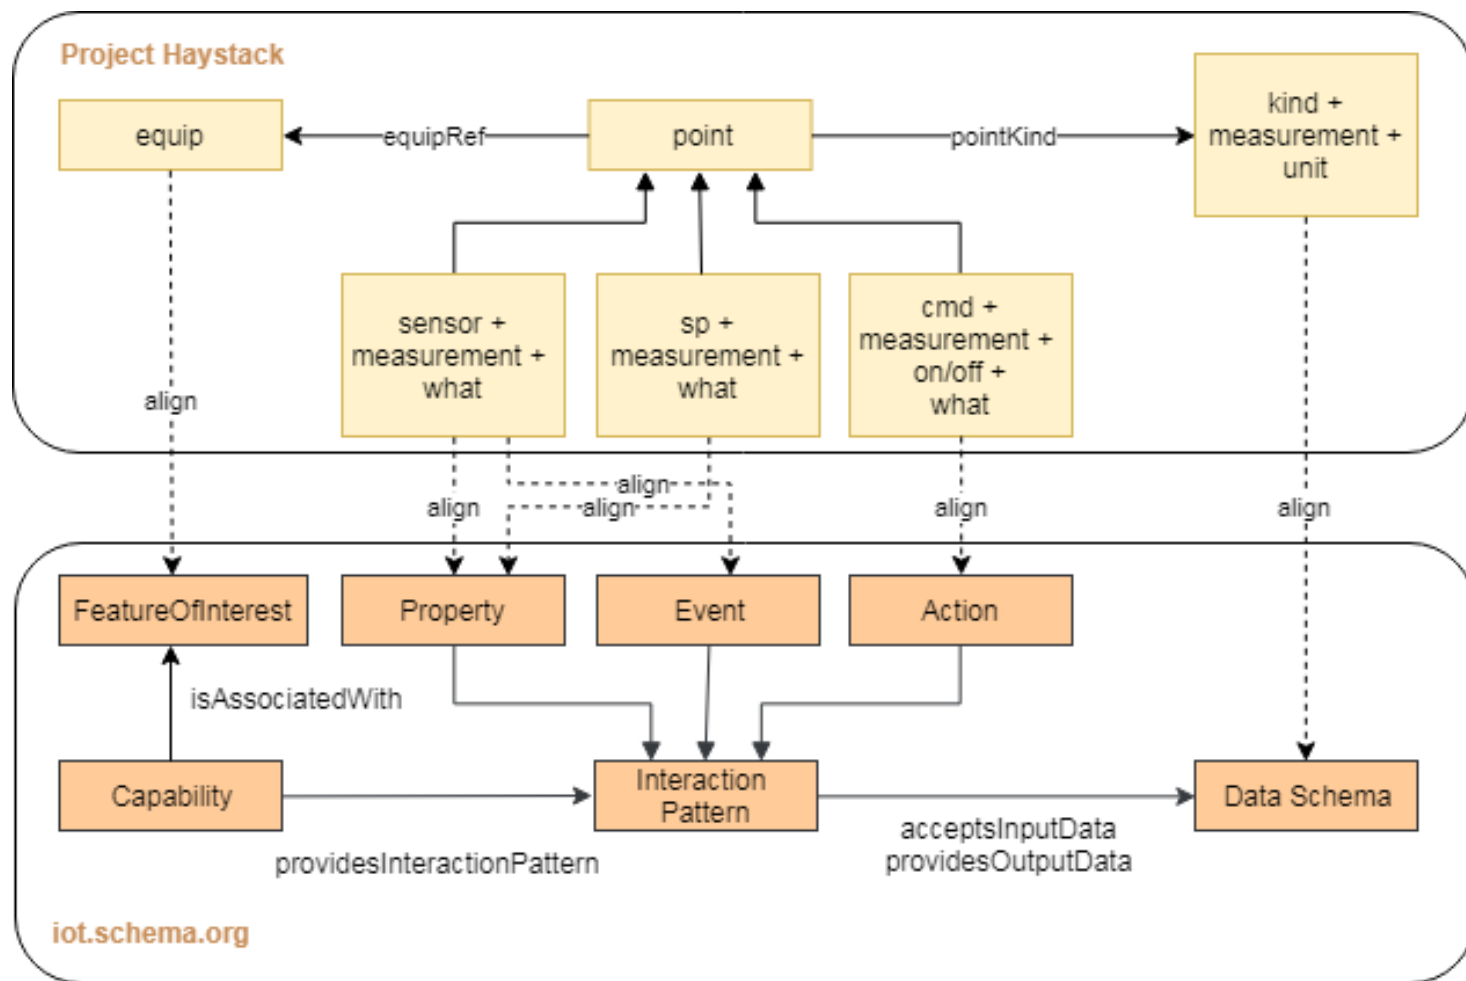 Project Haystack
equip
equipRef
point
pointKind
kind +
measurement +
unit
sensor +
measurement +
what
sp +
measurement +
what
cmd +
measurement +
on/off +
what
align
align
align
align
align
align
FeatureOfInterest
Property
Event
Action
isAssociatedWith
Capability
Interaction
Pattern
Data Schema
providesInteractionPattern
acceptsInputData
providesOutputData
iot.schema.org